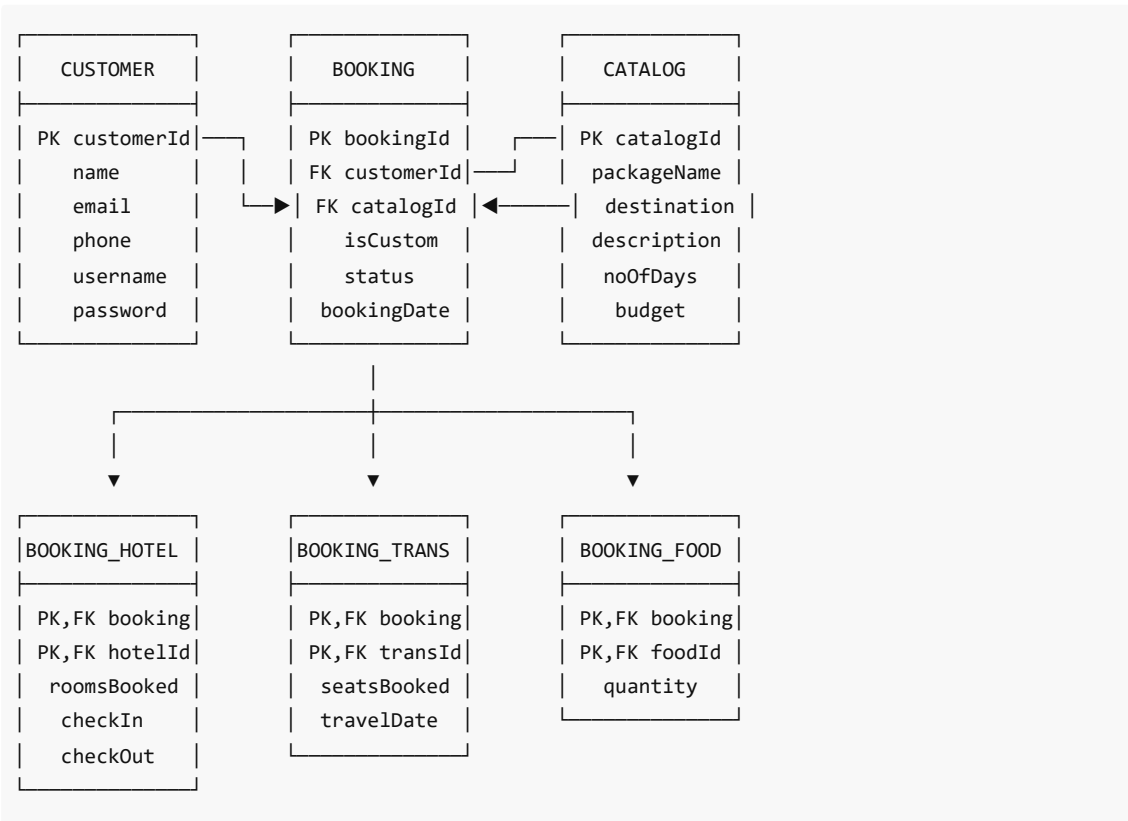 CUSTOMER BOOKING CATALOG
PK customerId PK bookingId PK catalogId
name FK customerId packageName
email FK catalogId destination
phone isCustom description
username status noOfDays
password bookingDate budget
BOOKING_HOTEL BOOKING_TRANS BOOKING_FOOD
PK,FK booking PK,FK booking PK,FK booking
PK,FK hotelId PK,FK transId PK,FK foodId
roomsBooked seatsBooked quantity
checkIn travelDate
checkOut